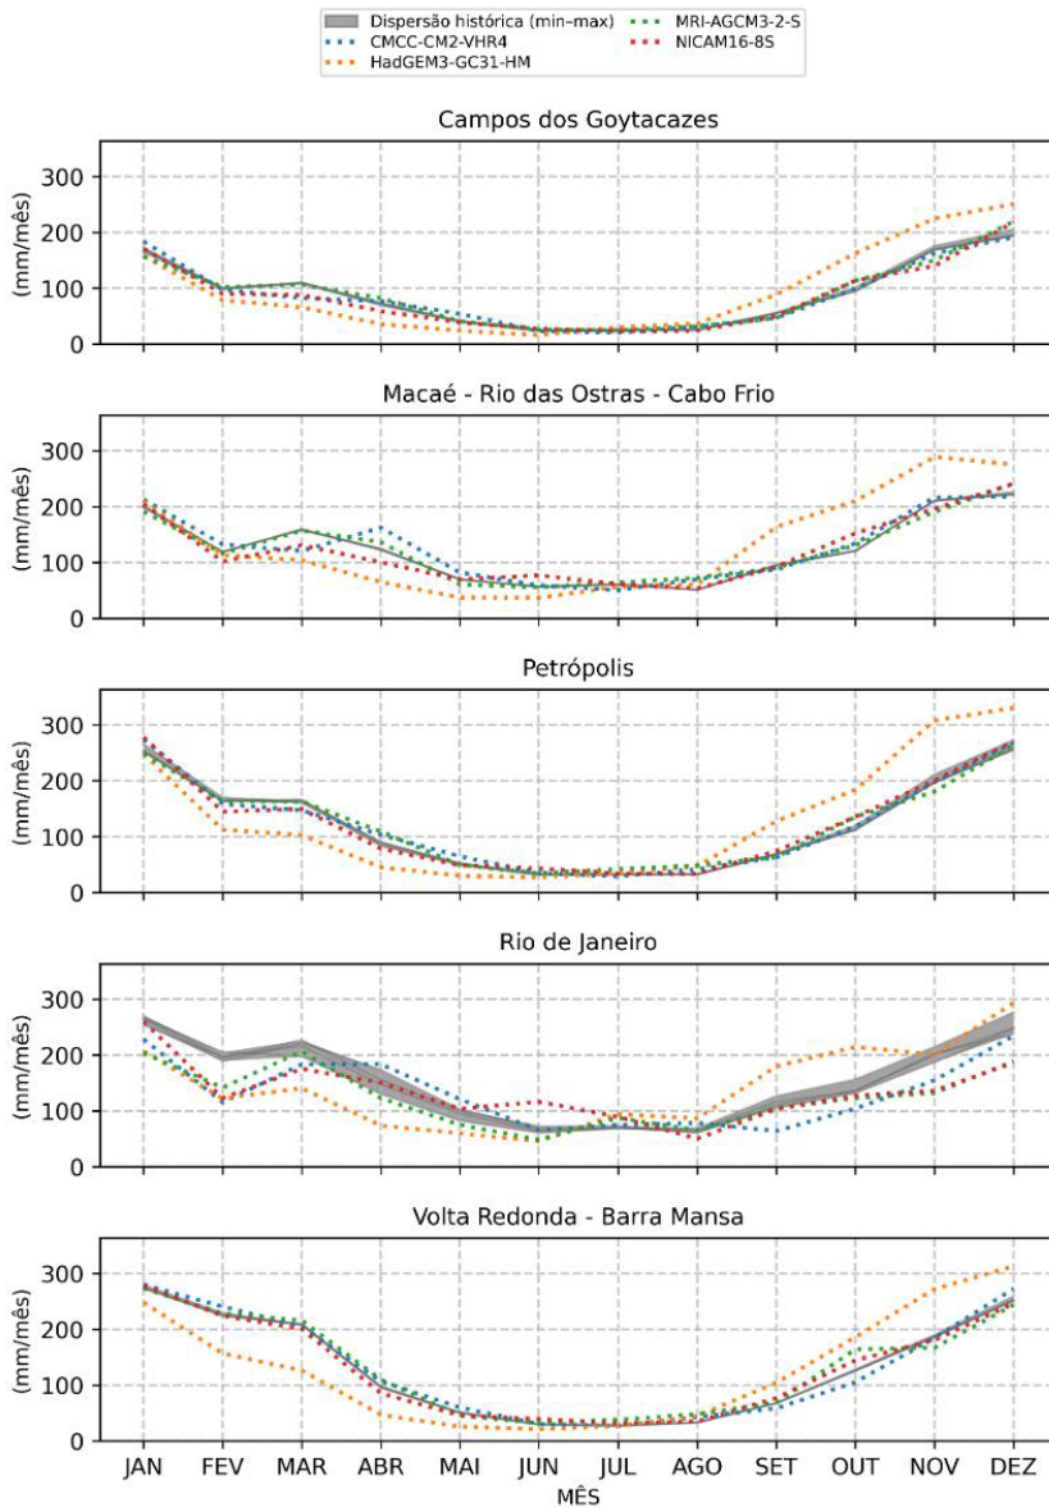 Dispersão histórica (min–max)
CMCC-CM2-VHR4
HadGEM3-GC31-HM
MRI-AGCM3-2-S
NICAM16-8S
Campos dos Goytacazes
(mm/mês)
300
200
100
0
Macaé - Rio das Ostras - Cabo Frio
(mm/mês)
300
200
100
0
Petrópolis
(mm/mês)
300
200
100
0
Rio de Janeiro
(mm/mês)
300
200
100
0
Volta Redonda - Barra Mansa
(mm/mês)
300
200
100
0
JAN FEV MAR ABR MAI JUN JUL AGO SET OUT NOV DEZ
MÊS